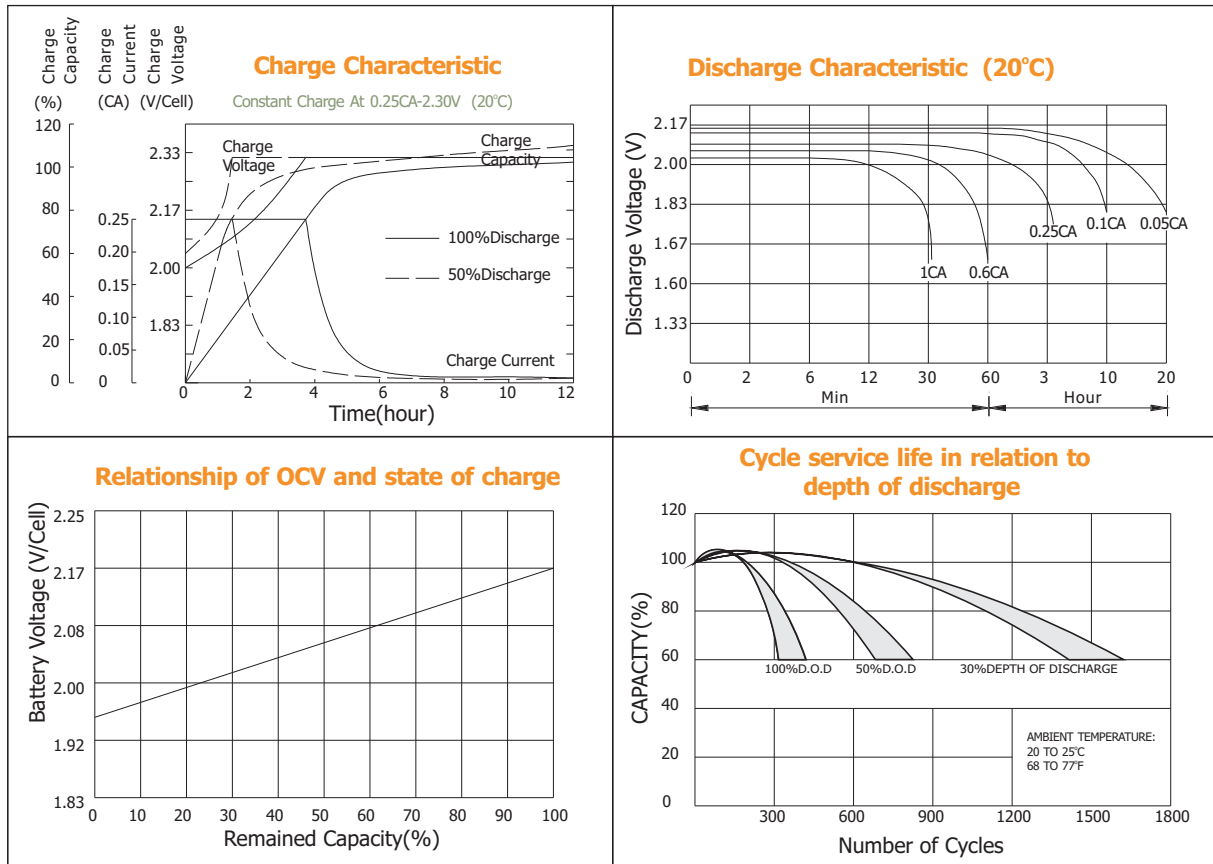 Charge
Capacity
Charge
Current
Charge
Voltage
(%)
(CA)
(V/Cell)
Charge Characteristic
Constant Charge At 0.25CA-2.30V (20°C)
120
100
80
60
40
20
0
0.25
0.20
0.15
0.10
0.05
0
2.33
2.17
2.00
1.83
Charge
Voltage
Charge
Capacity
100%Discharge
50%Discharge
Charge Current
0 2 4 6 8 10 12
Time(hour)
Discharge Characteristic (20°C)
Discharge Voltage (V)
2.17
2.00
1.83
1.67
1.60
1.33
1CA
0.6CA
0.25CA
0.1CA
0.05CA
0 2 6 12 30 60 3 10 20
Min
Hour
Relationship of OCV and state of charge
Battery Voltage (V/Cell)
2.25
2.17
2.08
2.00
1.92
1.83
0 10 20 30 40 50 60 70 80 90 100
Remained Capacity(%)
Cycle service life in relation to
depth of discharge
CAPACITY(%)
120
100
80
60
40
20
0
100%D.O.D
50%D.O.D
30%DEPTH OF DISCHARGE
AMBIENT TEMPERATURE:
20 TO 25°C
68 TO 77°F
300 600 900 1200 1500 1800
Number of Cycles